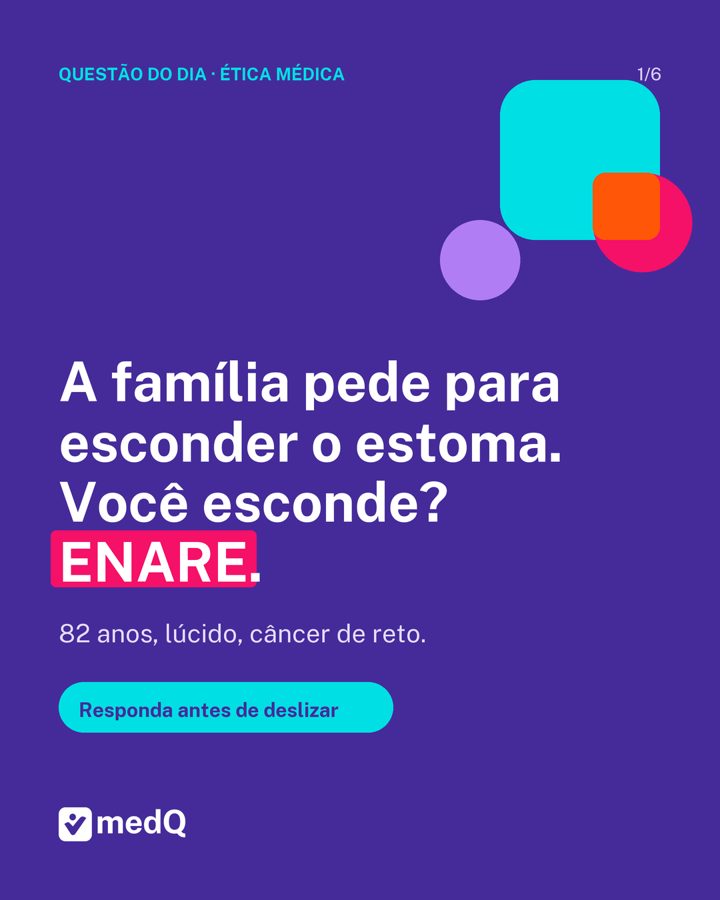 QUESTÃO DO DIA · ÉTICA MÉDICA
1/6
A família pede para
esconder o estoma.
Você esconde?
ENARE.
82 anos, lúcido, câncer de reto.
Responda antes de deslizar
medQ